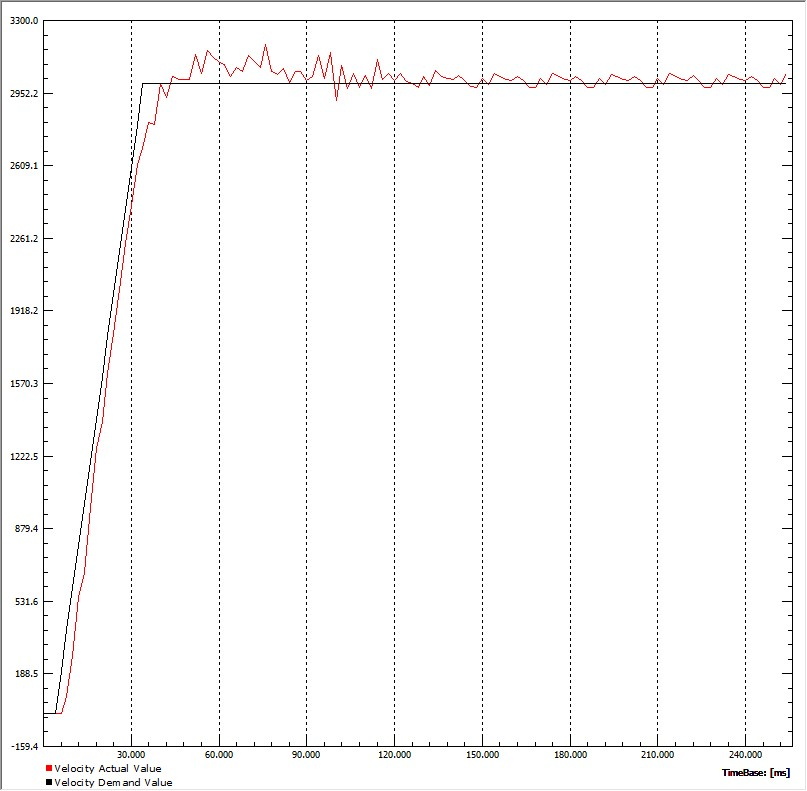 3300.0
2952.2
2609.1
2261.2
1918.2
1570.3
1222.5
879.4
531.6
188.5
-159.4
30.000 60.000 90.000 120.000 150.000 180.000 210.000 240.000
Velocity Actual Value
TimeBase: [ms]
Velocity Demand Value